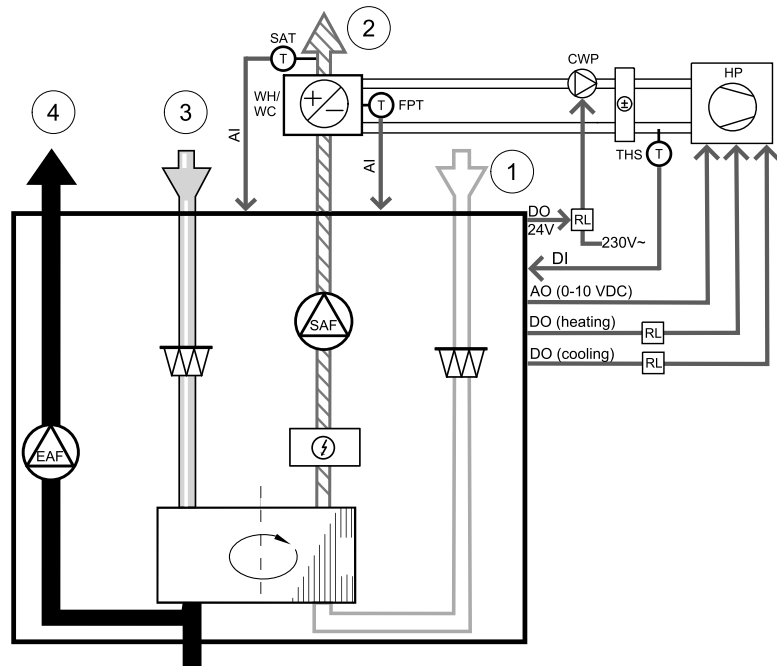 2
SAT
T
CWP
HP
4
3
WH/
WC
+
−
T
FPT
±
AI
AI
THS
T
1
DO
24V
RL
230V~
DI
AO (0-10 VDC)
SAF
DO (heating)
RL
DO (cooling)
RL
EAF